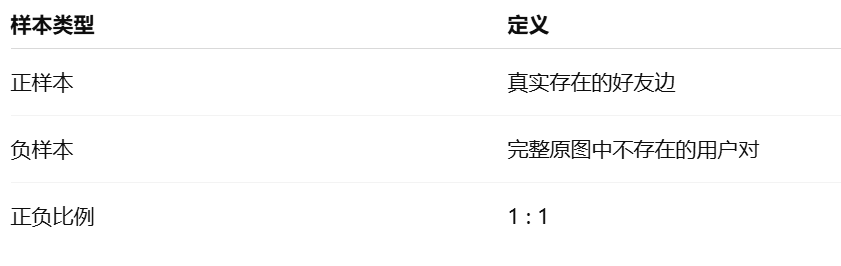 样本类型 定义
正样本 真实存在的好友边
负样本 完整原图中不存在的用户对
正负比例 1 : 1